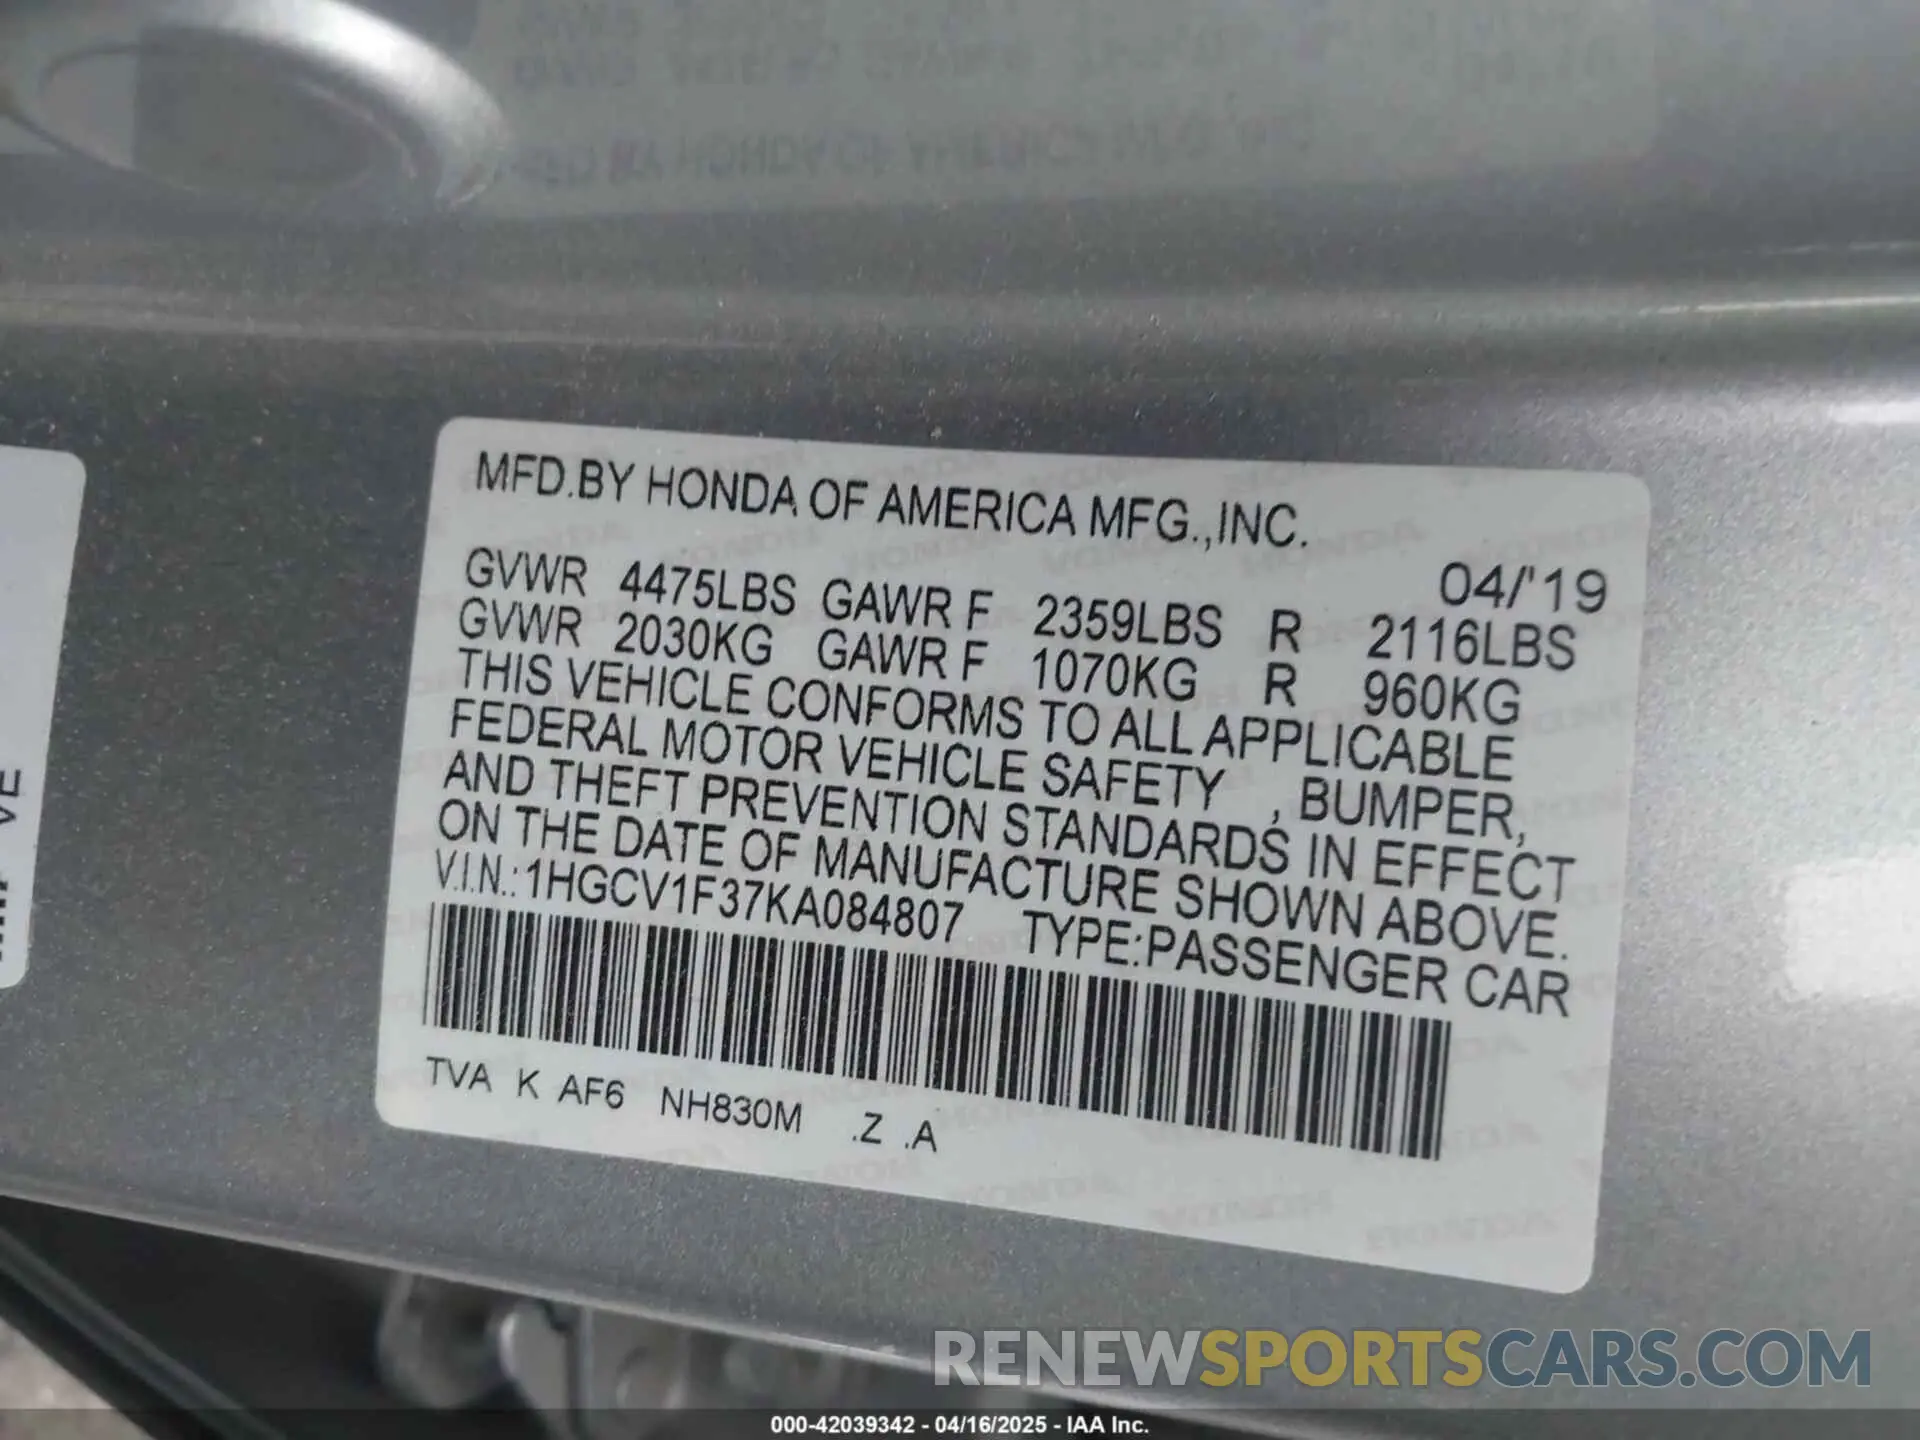 MFD.BY HONDA OF AMERICA MFG.,INC.
04/'19
GVWR 4475LBS GAWR F 2359LBS R 2116LBS
GVWR 2030KG GAWR F 1070KG R 960KG
THIS VEHICLE CONFORMS TO ALL APPLICABLE
FEDERAL MOTOR VEHICLE SAFETY , BUMPER,
AND THEFT PREVENTION STANDARDS IN EFFECT
ON THE DATE OF MANUFACTURE SHOWN ABOVE.
V.I.N.:1HGCV1F37KA084807 TYPE:PASSENGER CAR
TVA K AF6 NH830M .Z .A
VE
RENEWSPORTSCARS.COM
000-42039342 - 04/16/2025 - IAA Inc.